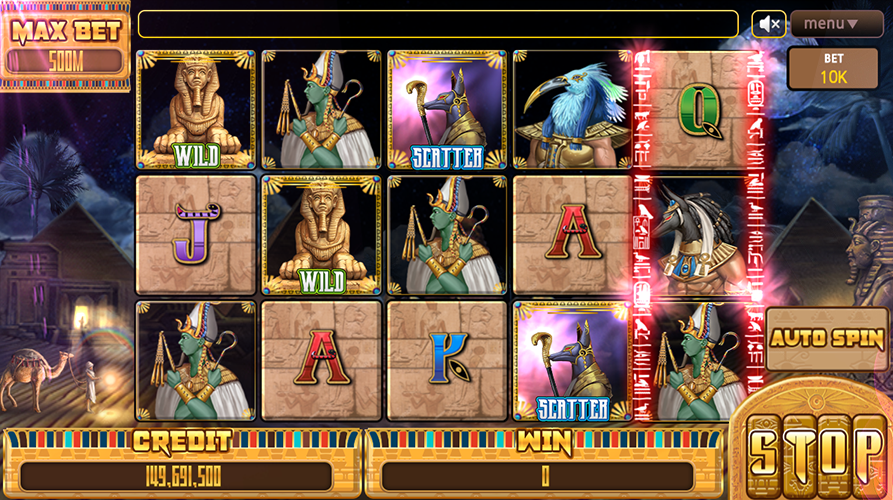 MAX BET
500M
menu▼
BET
10K
WILD
SCATTER
Q
J
WILD
A
A
K
SCATTER
AUTO SPIN
CREDIT
149,691,500
WIN
0
STOP